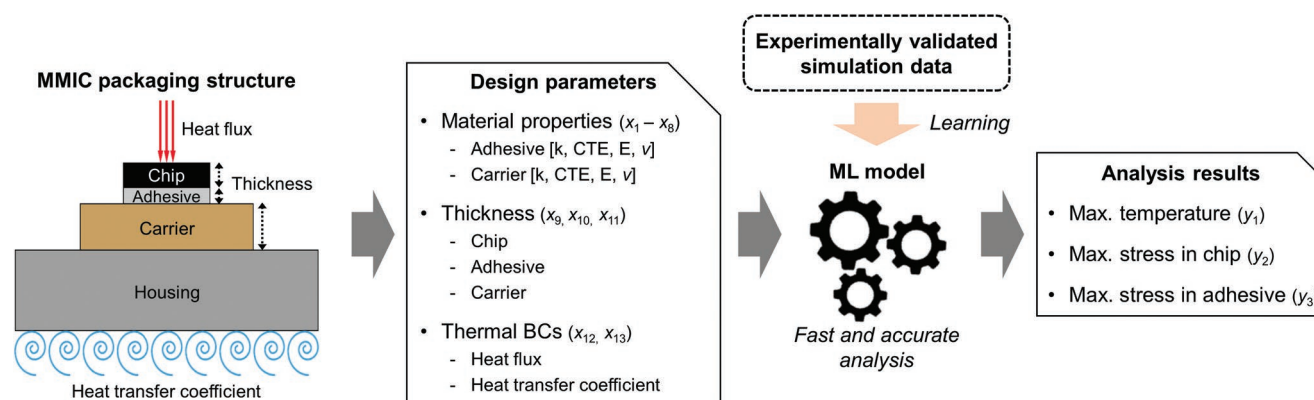 MMIC packaging structure
Heat flux
Chip
Adhesive
Thickness
Carrier
Housing
Heat transfer coefficient
Design parameters
• Material properties (x₁ – x₈)
- Adhesive [k, CTE, E, ν]
- Carrier [k, CTE, E, ν]
• Thickness (x₉, x₁₀, x₁₁)
- Chip
- Adhesive
- Carrier
• Thermal BCs (x₁₂, x₁₃)
- Heat flux
- Heat transfer coefficient
Experimentally validated
simulation data
Learning
ML model
Fast and accurate
analysis
Analysis results
• Max. temperature (y₁)
• Max. stress in chip (y₂)
• Max. stress in adhesive (y₃